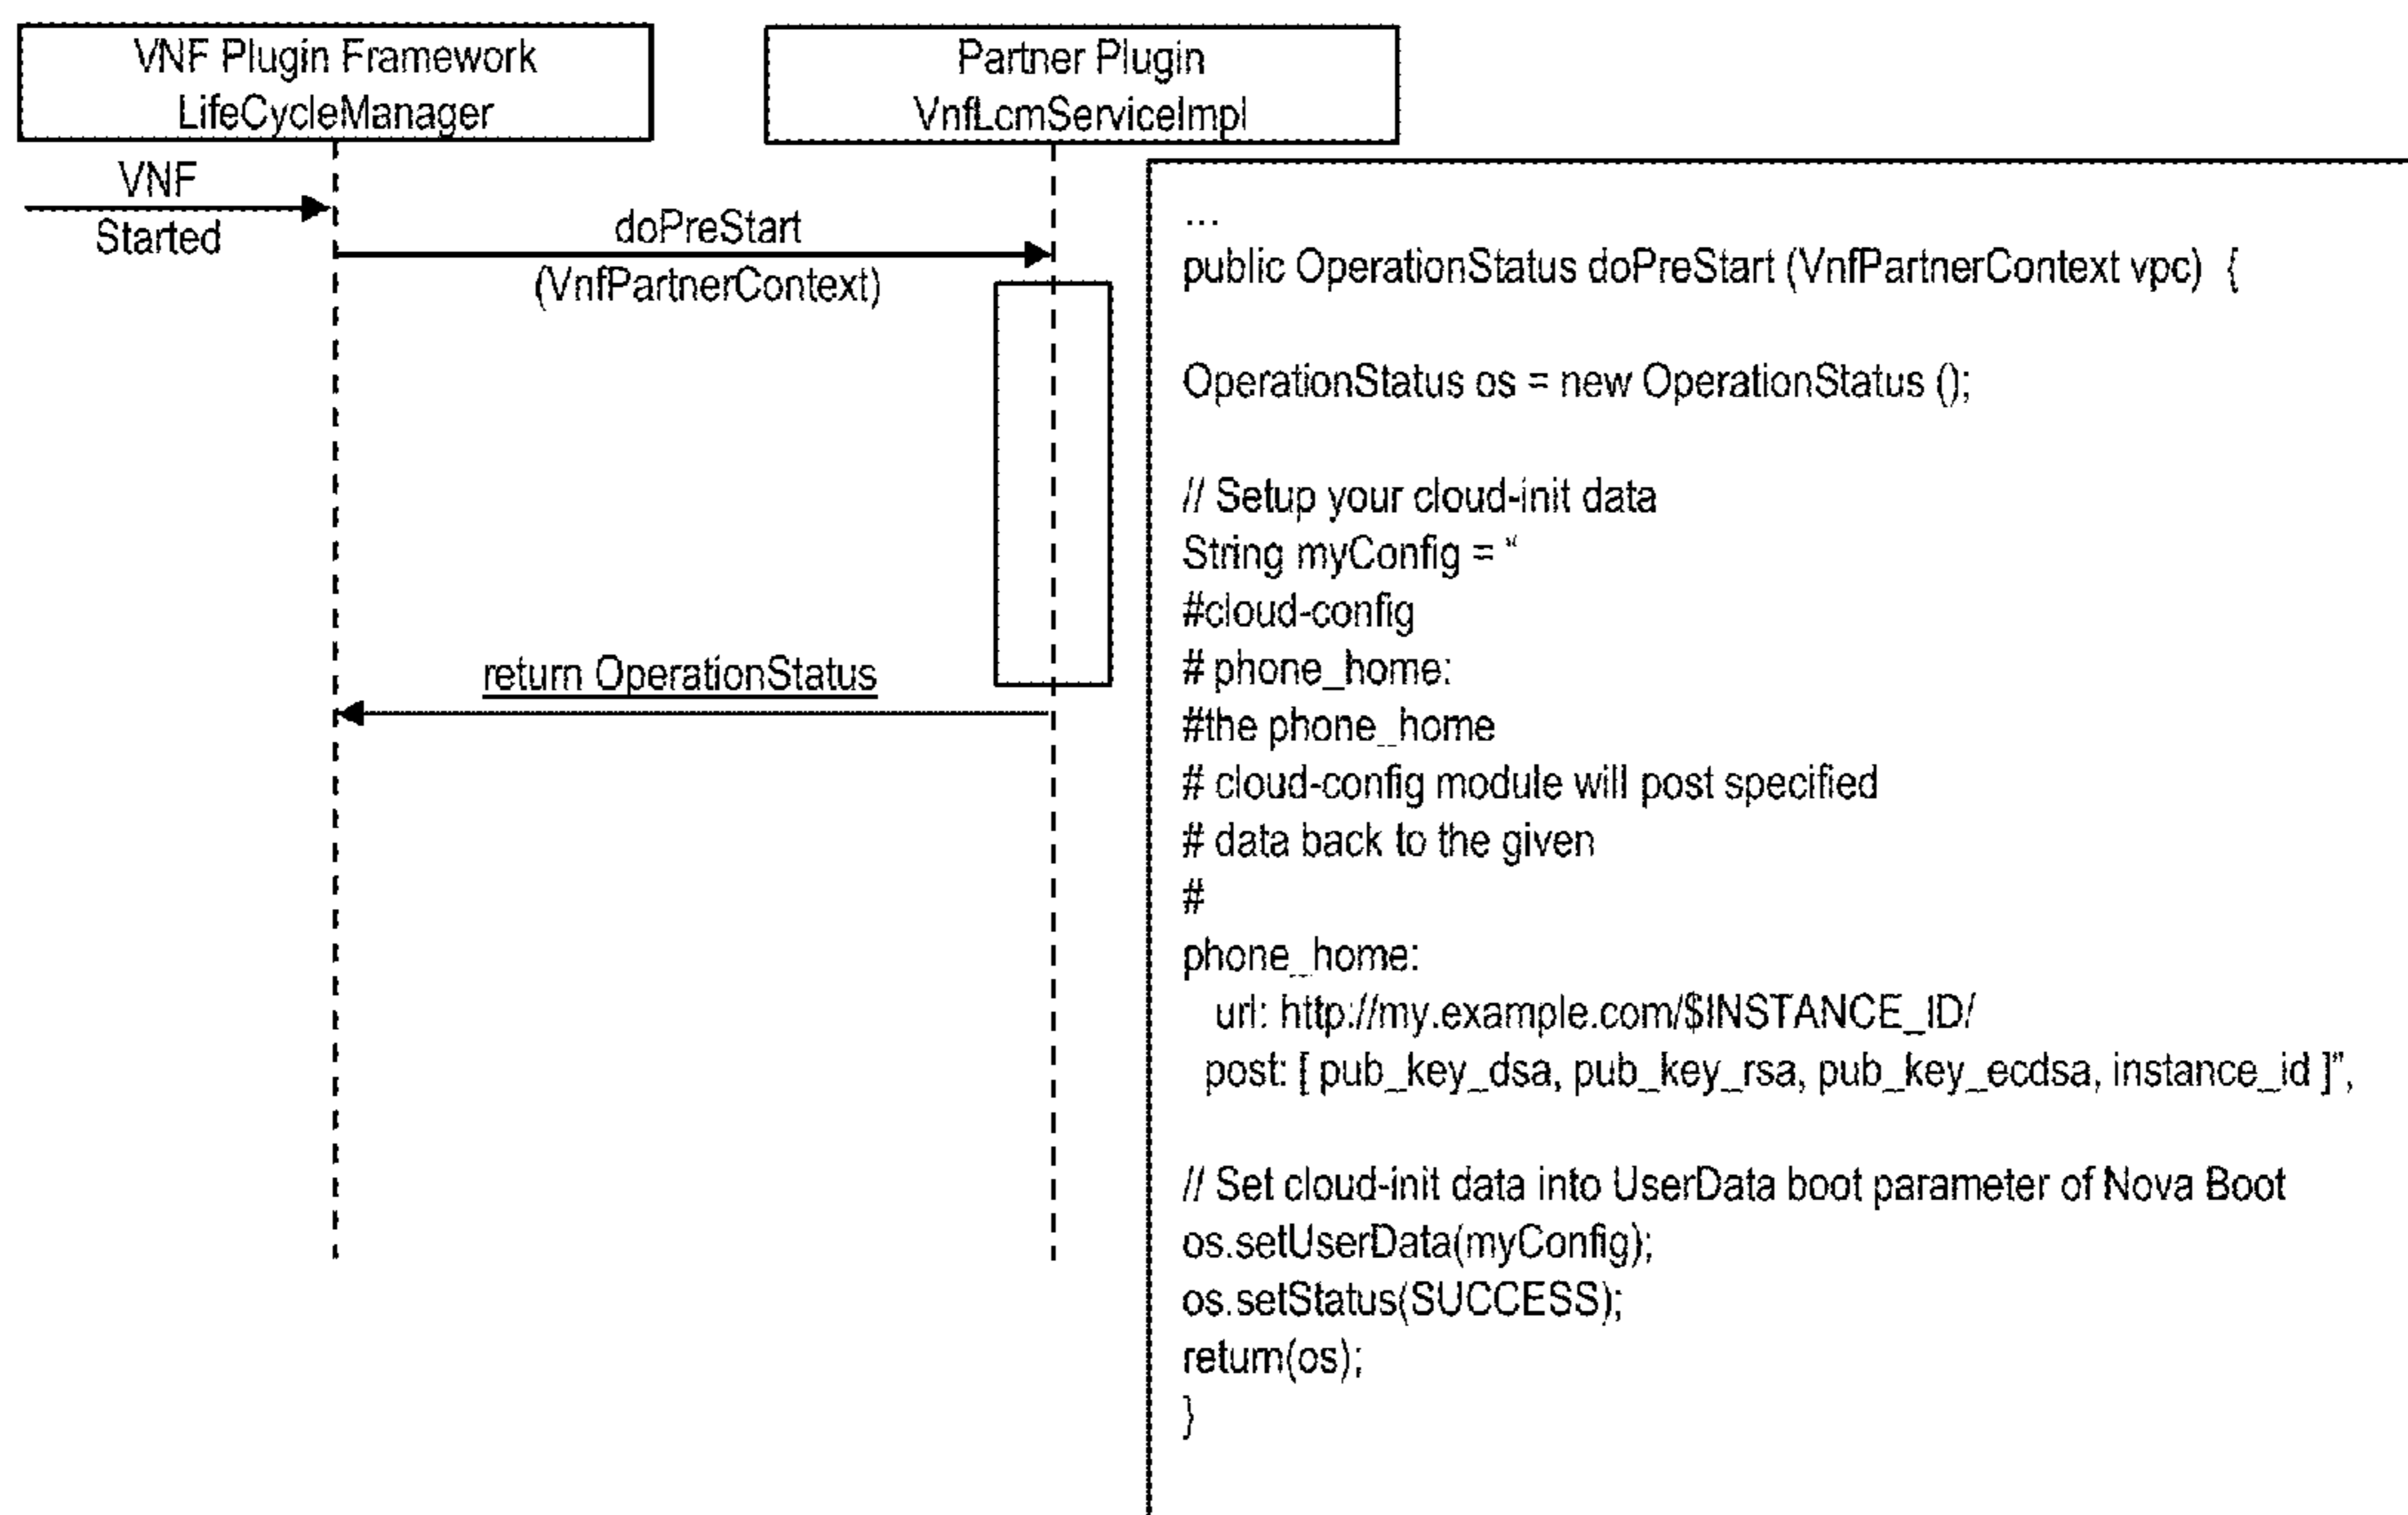 VNF Plugin Framework
LifeCycleManager
Partner Plugin
VnfLcmServiceImpl
VNF
Started
doPreStart
(VnfPartnerContext)
return OperationStatus
...
public OperationStatus doPreStart (VnfPartnerContext vpc) {
OperationStatus os = new OperationStatus ();
// Setup your cloud-init data
String myConfig = “
#cloud-config
# phone_home:
#the phone_home
# cloud-config module will post specified
# data back to the given
#
phone_home:
url: http://my.example.com/$INSTANCE_ID/
post: [ pub_key_dsa, pub_key_rsa, pub_key_ecdsa, instance_id ]”,
// Set cloud-init data into UserData boot parameter of Nova Boot
os.setUserData(myConfig);
os.setStatus(SUCCESS);
return(os);
}